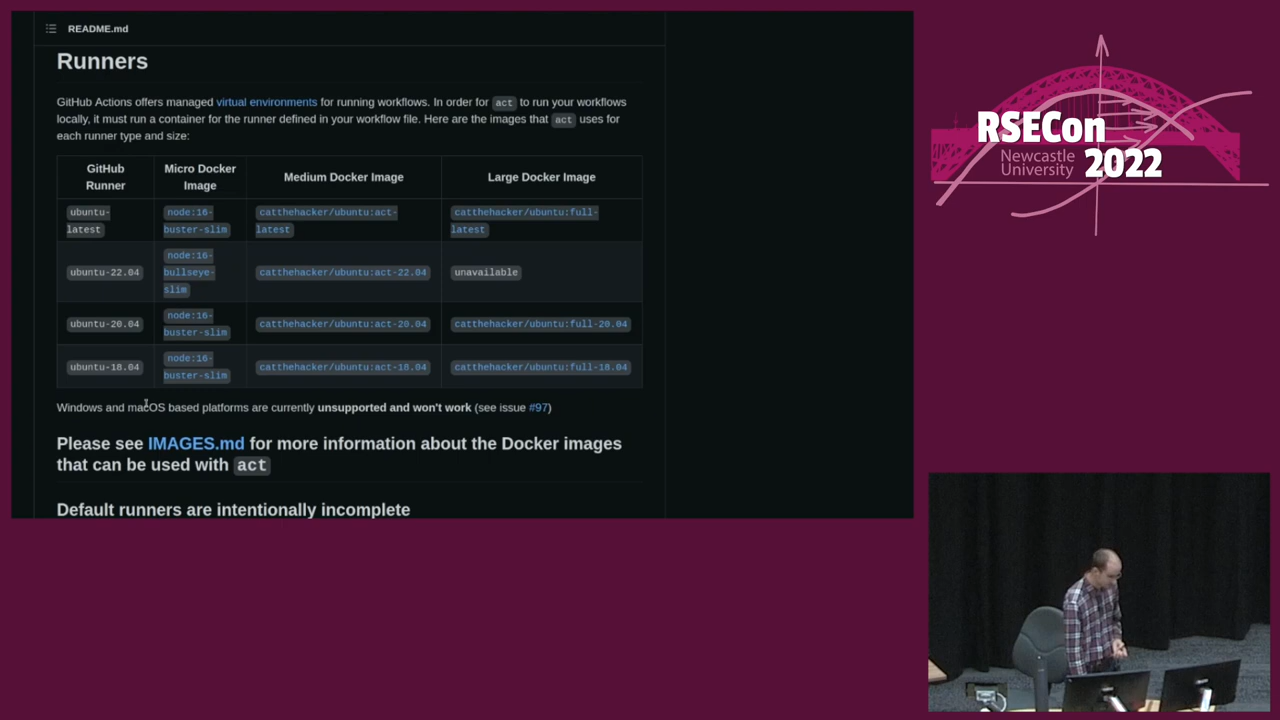 README.md
Runners
GitHub Actions offers managed virtual environments for running workflows. In order for act to run your workflows
locally, it must run a container for the runner defined in your workflow file. Here are the images that act uses for
each runner type and size:
GitHub Runner Micro Docker Image Medium Docker Image Large Docker Image
ubuntu-latest node:16-buster-slim catthehacker/ubuntu:act-latest catthehacker/ubuntu:full-latest
ubuntu-22.04 node:16-bullseye-slim catthehacker/ubuntu:act-22.04 unavailable
ubuntu-20.04 node:16-buster-slim catthehacker/ubuntu:act-20.04 catthehacker/ubuntu:full-20.04
ubuntu-18.04 node:16-buster-slim catthehacker/ubuntu:act-18.04 catthehacker/ubuntu:full-18.04
Windows and macOS based platforms are currently unsupported and won't work (see issue #97)
Please see IMAGES.md for more information about the Docker images
that can be used with act
Default runners are intentionally incomplete
RSECon
Newcastle
University 2022